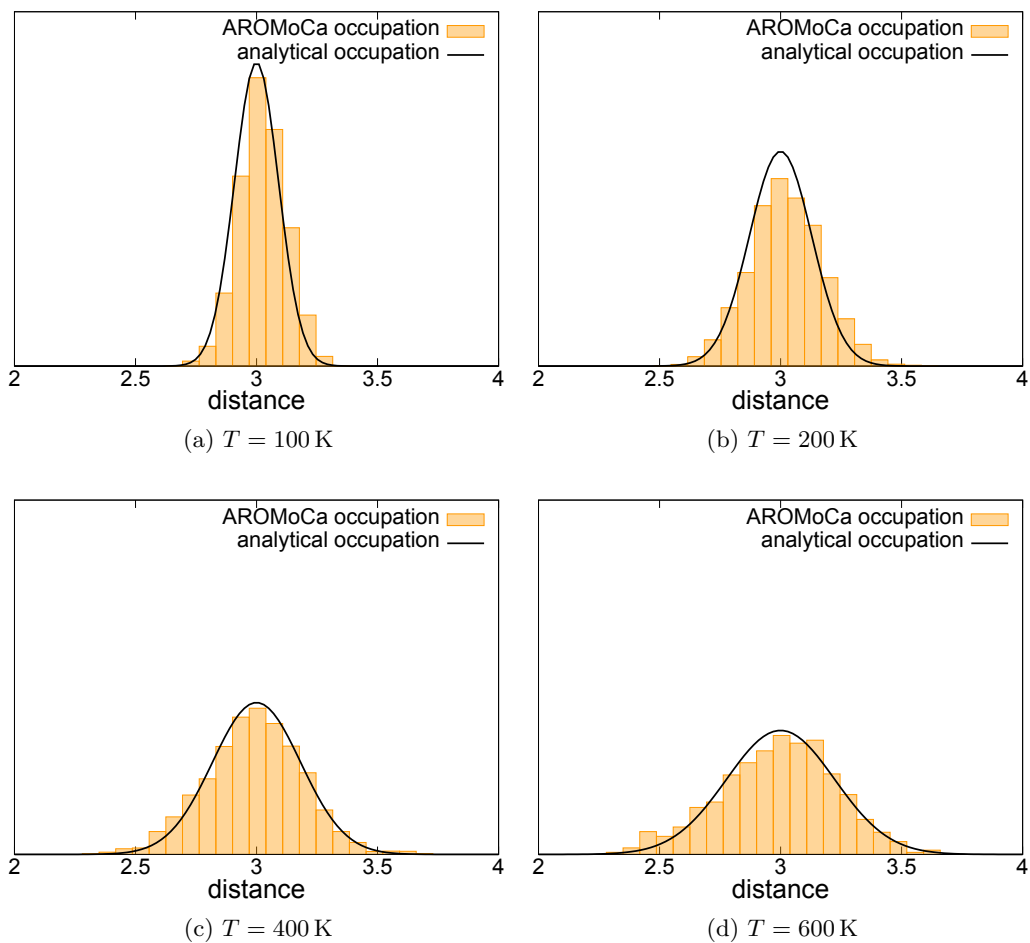 AROMoCa occupation
analytical occupation
2 2.5 3 3.5 4
distance
(a) T = 100 K
AROMoCa occupation
analytical occupation
2 2.5 3 3.5 4
distance
(b) T = 200 K
AROMoCa occupation
analytical occupation
2 2.5 3 3.5 4
distance
(c) T = 400 K
AROMoCa occupation
analytical occupation
2 2.5 3 3.5 4
distance
(d) T = 600 K